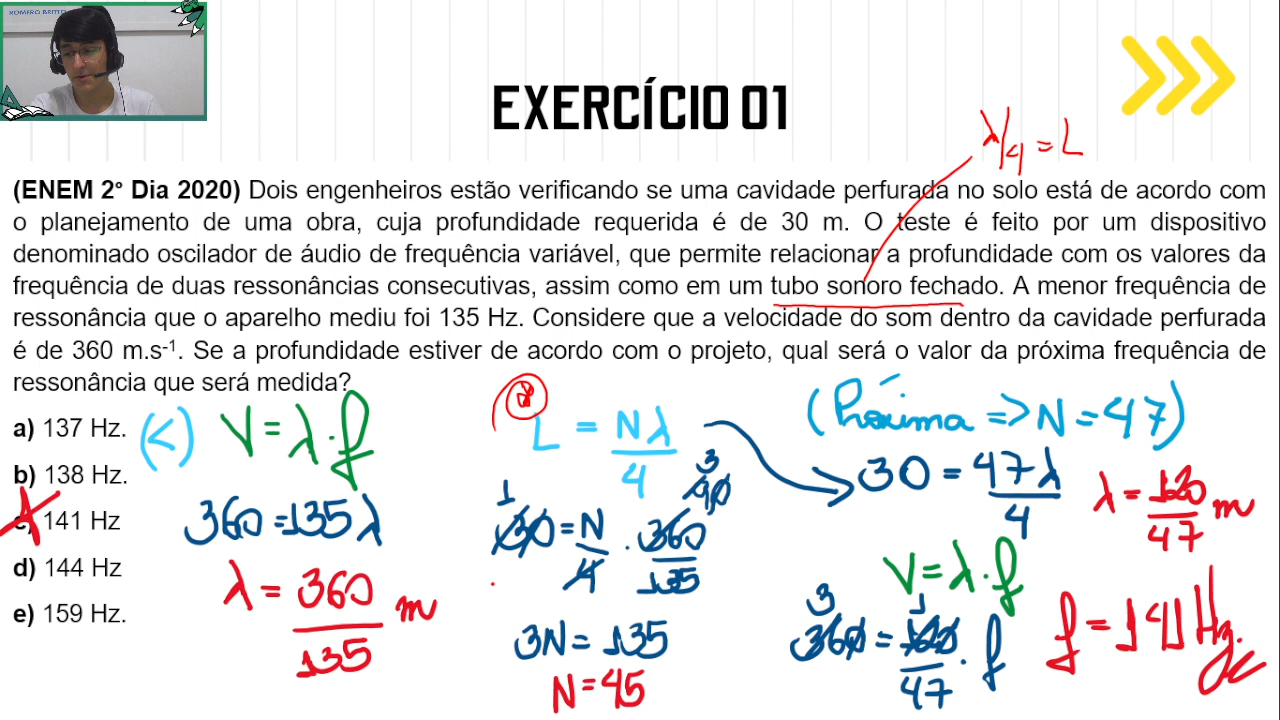 ROMERO BRITTO
EXERCÍCIO 01
λ/4 = L
(ENEM 2° Dia 2020) Dois engenheiros estão verificando se uma cavidade perfurada no solo está de acordo com
o planejamento de uma obra, cuja profundidade requerida é de 30 m. O teste é feito por um dispositivo
denominado oscilador de áudio de frequência variável, que permite relacionar a profundidade com os valores da
frequência de duas ressonâncias consecutivas, assim como em um tubo sonoro fechado. A menor frequência de
ressonância que o aparelho mediu foi 135 Hz. Considere que a velocidade do som dentro da cavidade perfurada
é de 360 m.s⁻¹. Se a profundidade estiver de acordo com o projeto, qual será o valor da próxima frequência de
ressonância que será medida?
a) 137 Hz.
b) 138 Hz.
c) 141 Hz
d) 144 Hz
e) 159 Hz.
(<) V = λ.f
360 = 135 λ
λ = 360/135 m
L = Nλ/4
30 = N/4 . 360/135
3N = 135
N = 45
(Próxima => N = 47)
30 = 47λ/4
λ = 120/47 m
V = λ.f
360 = 120/47 . f
f = 141 Hz